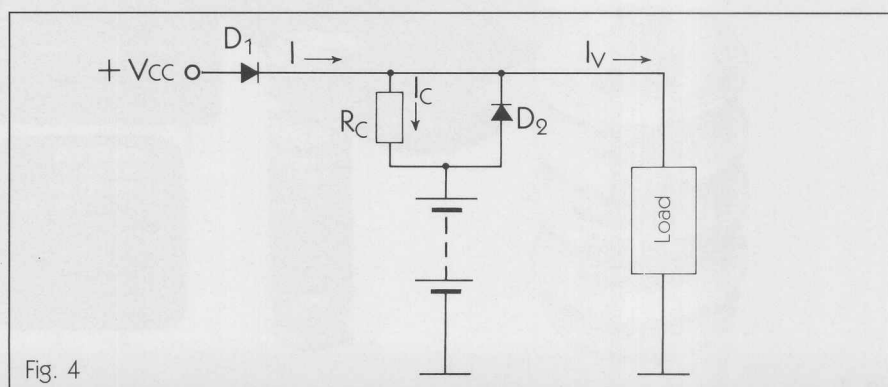 D1
I
IV
+ VCC
IC
RC
D2
Load
Fig. 4